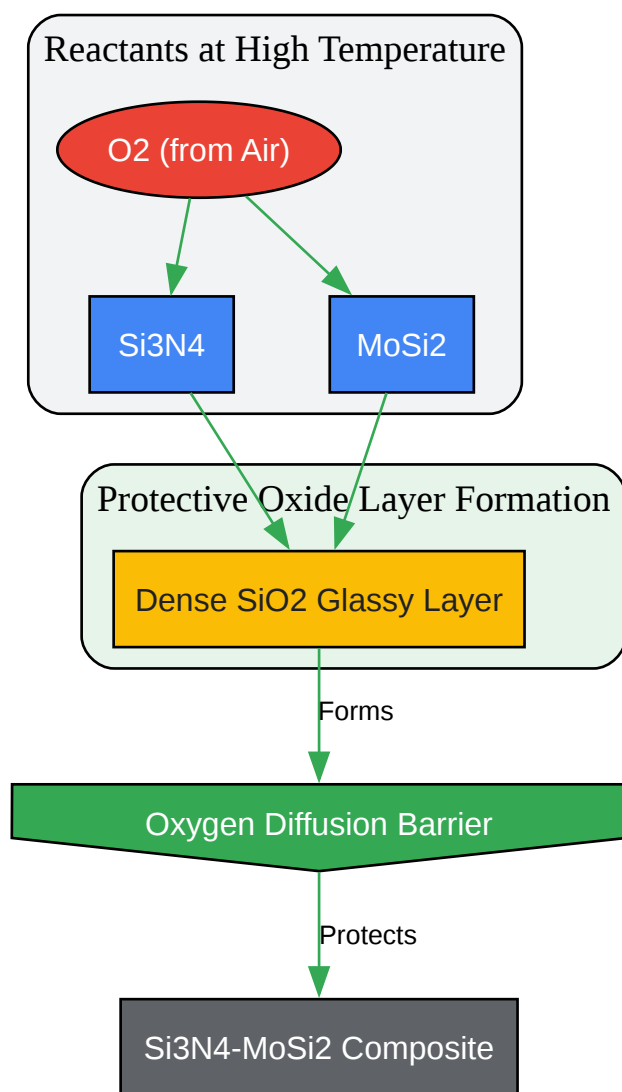 Reactants at High Temperature
O2 (from Air)
Si3N4
MoSi2
Protective Oxide Layer Formation
Dense SiO2 Glassy Layer
Forms
Oxygen Diffusion Barrier
Protects
Si3N4-MoSi2 Composite